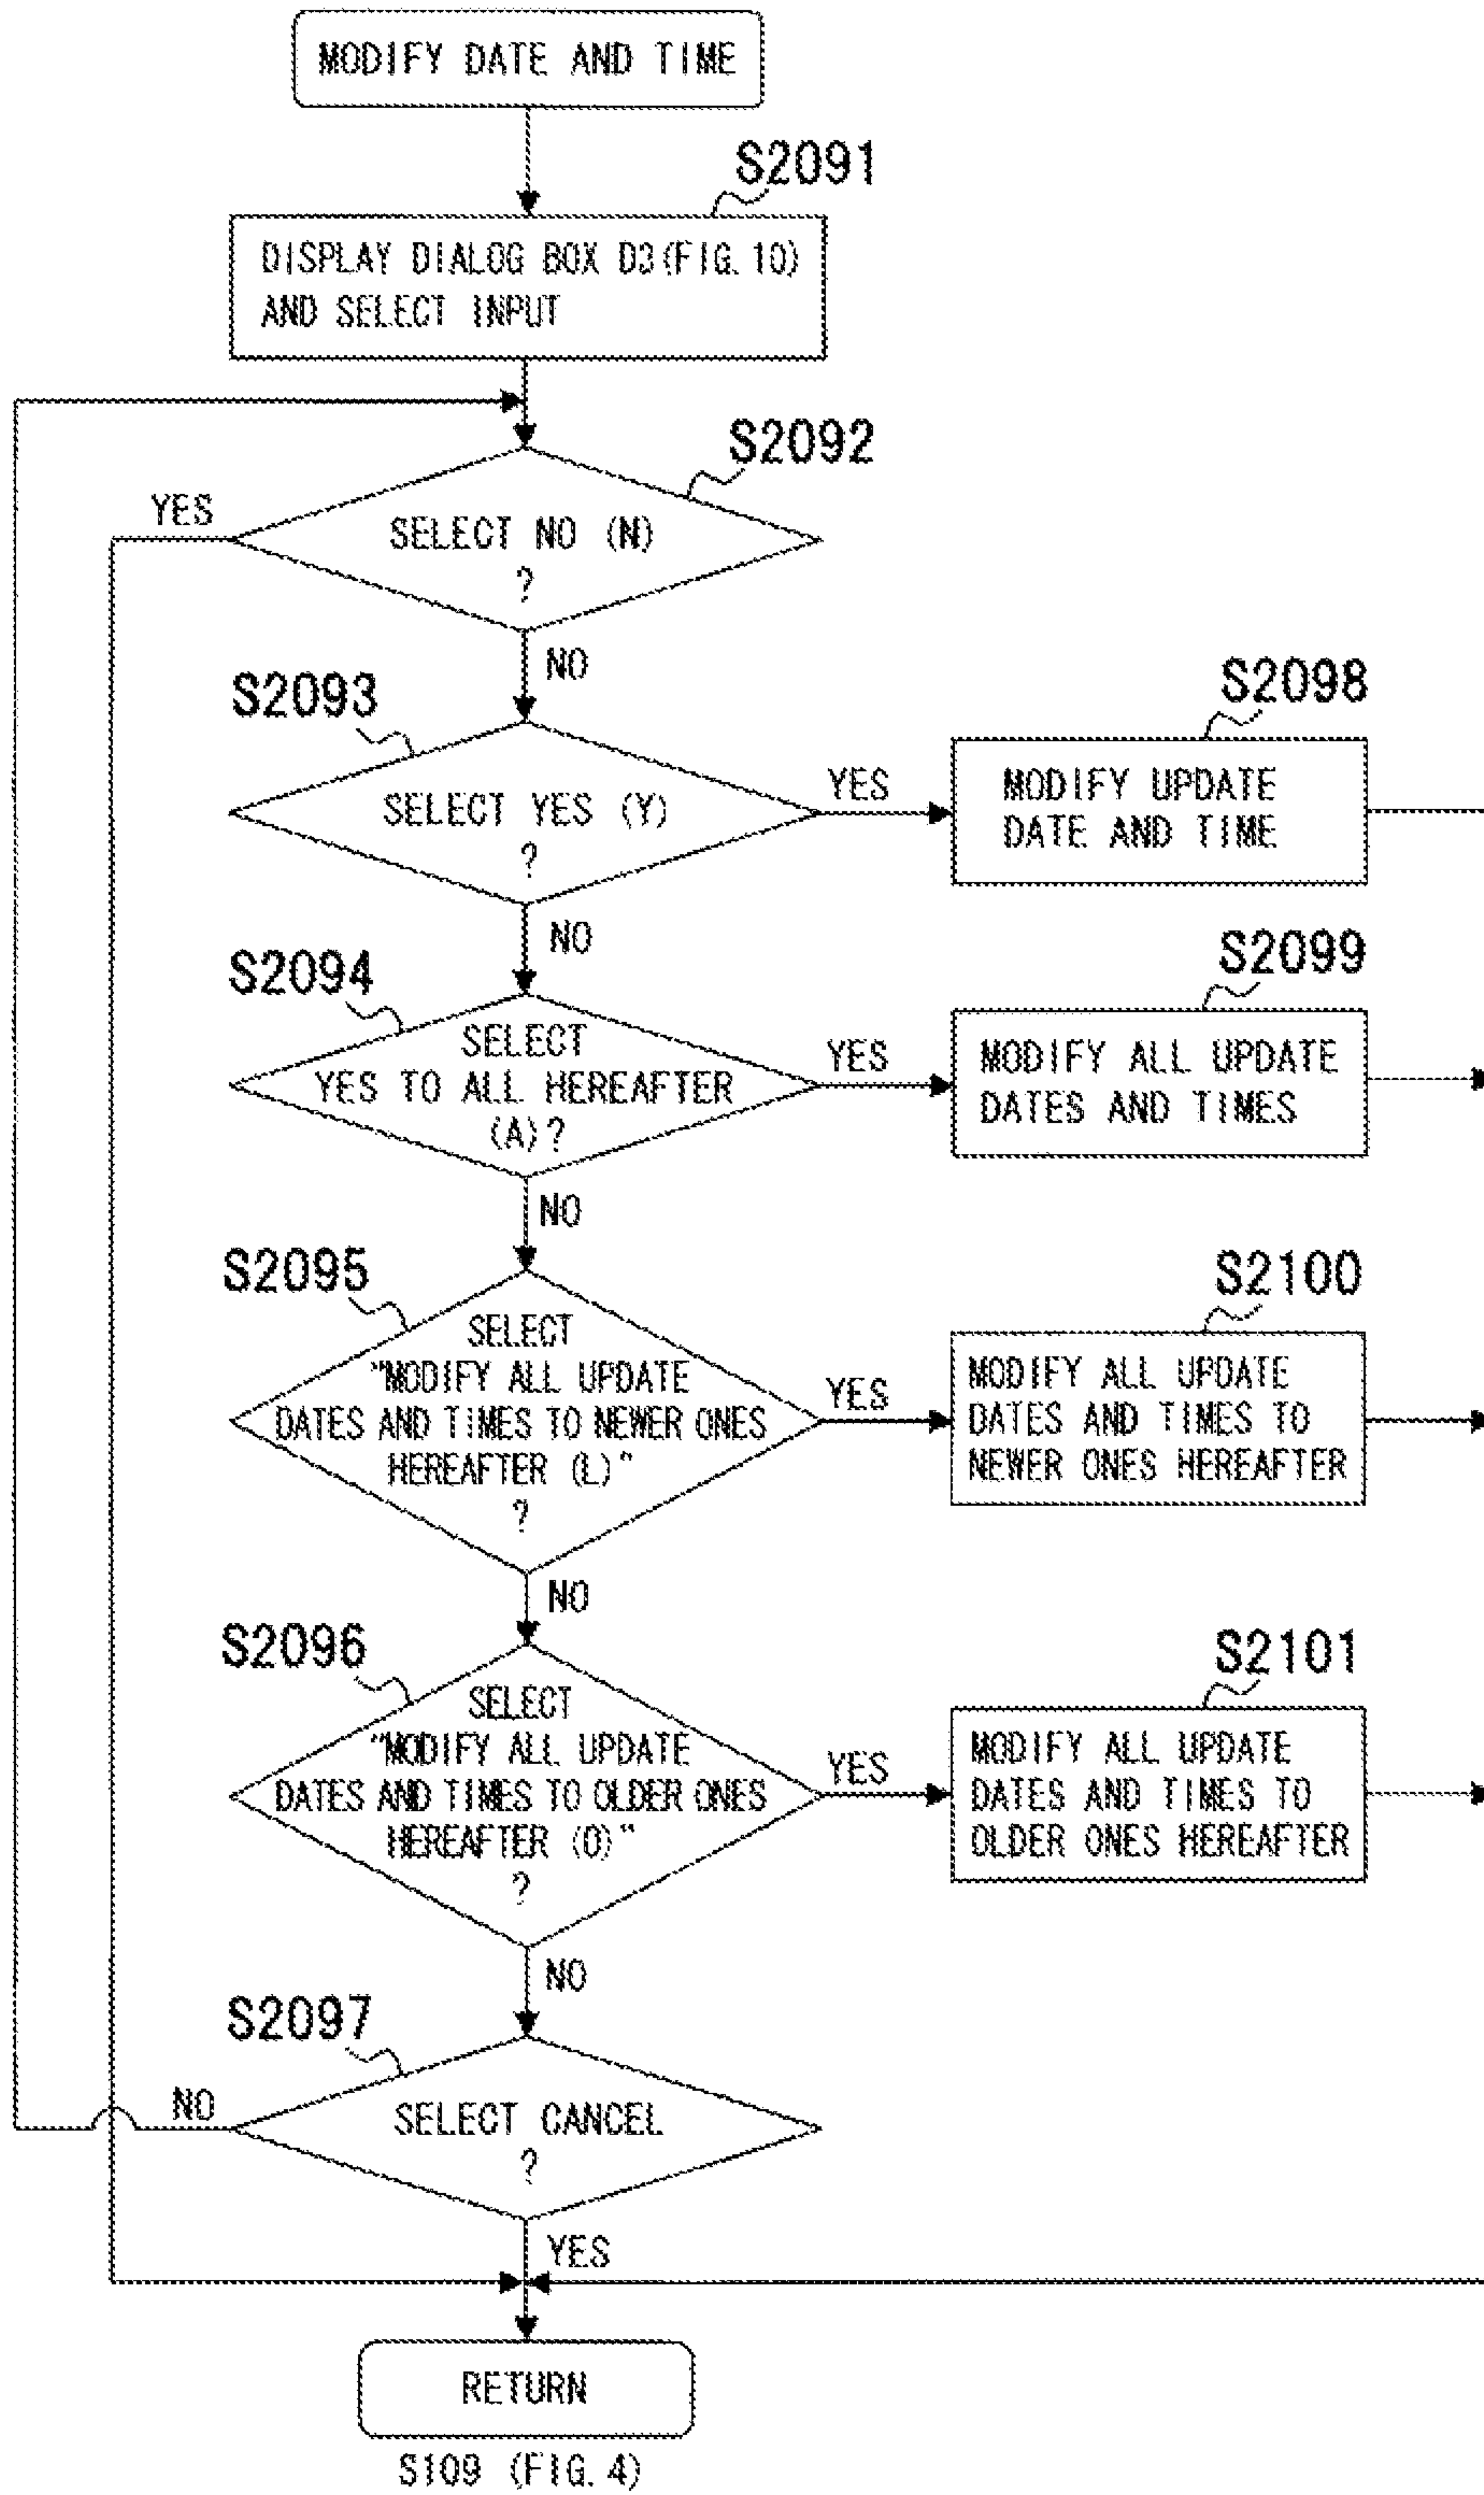 MODIFY DATE AND TIME
S2091
DISPLAY DIALOG BOX D3(FIG. 10)
AND SELECT INPUT
S2092
YES
SELECT NO (N)
?
NO
S2093
SELECT YES (Y)
?
YES
S2098
MODIFY UPDATE
DATE AND TIME
NO
S2094
SELECT
YES TO ALL HEREAFTER
(A)?
YES
S2099
MODIFY ALL UPDATE
DATES AND TIMES
NO
S2095
SELECT
"MODIFY ALL UPDATE
DATES AND TIMES TO NEWER ONES
HEREAFTER (L)"
?
YES
S2100
MODIFY ALL UPDATE
DATES AND TIMES TO
NEWER ONES HEREAFTER
NO
S2096
SELECT
"MODIFY ALL UPDATE
DATES AND TIMES TO OLDER ONES
HEREAFTER (O)"
?
YES
S2101
MODIFY ALL UPDATE
DATES AND TIMES TO
OLDER ONES HEREAFTER
NO
S2097
NO
SELECT CANCEL
?
YES
RETURN
S109 (FIG. 4)